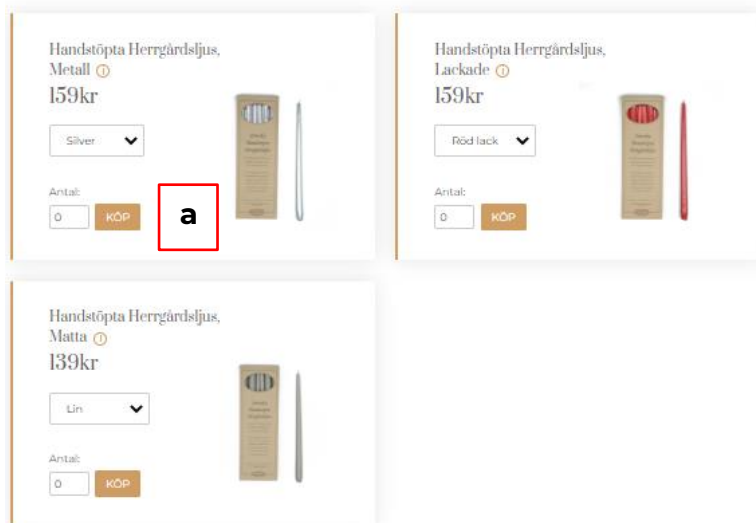 Handstöpta Herrgårdsljus,
Metall
159kr
Silver
Antal:
0 KÖP
a
Handstöpta Herrgårdsljus,
Lackade
159kr
Röd lack
Antal:
0 KÖP
Handstöpta Herrgårdsljus,
Matta
139kr
Lin
Antal:
0 KÖP